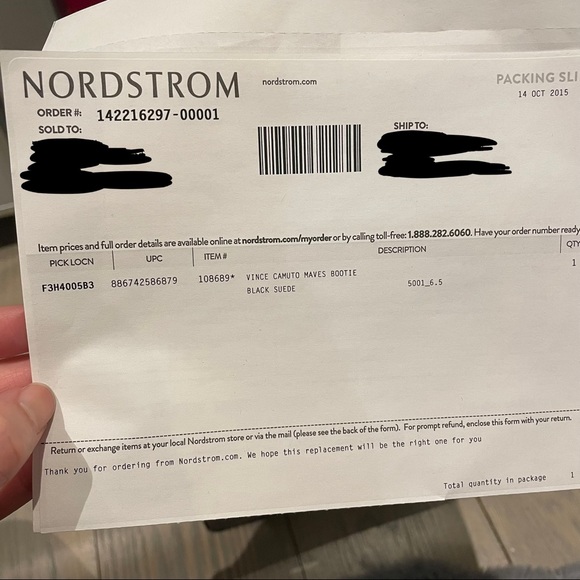 NORDSTROM nordstrom.com PACKING SLI
14 OCT 2015
ORDER #: 142216297-00001
SOLD TO: SHIP TO:
Item prices and full order details are available online at nordstrom.com/myorder or by calling toll-free: 1.888.282.6060. Have your order number ready
PICK LOCN UPC ITEM # DESCRIPTION QTY
F3H4005B3 886742586879 108689* VINCE CAMUTO MAVES BOOTIE 1
BLACK SUEDE 5001_6.5
Return or exchange items at your local Nordstrom store or via the mail (please see the back of the form). For prompt refund, enclose this form with your return.
Thank you for ordering from Nordstrom.com. We hope this replacement will be the right one for you
Total quantity in package 1